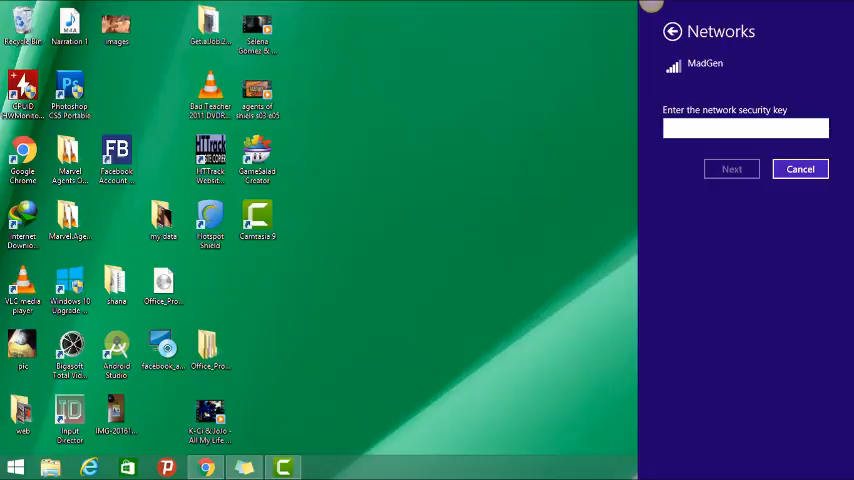 Recycle Bin
Narration 1
images
GetaJob.2...
Selena
Gomez & ...
CPUID
HWMonito...
Photoshop
CS5 Portable
Bad Teacher
2011 DVDR...
agents of
shiels s03 e05
Google
Chrome
Marvel
Agents O...
Facebook
Account ...
HTTrack
Websit...
GameSalad
Creator
Internet
Downlo...
Marvel.Age...
my data
Hotspot
Shield
Camtasia 9
VLC media
player
Windows 10
Upgrade ...
shana
Office_Pro...
pic
Bigasoft
Total Vid...
Android
Studio
facebook_a...
Office_Pro...
web
Input
Director
IMG-20161...
K-Ci & JoJo -
All My Life ...
Networks
MadGen
Enter the network security key
Next
Cancel